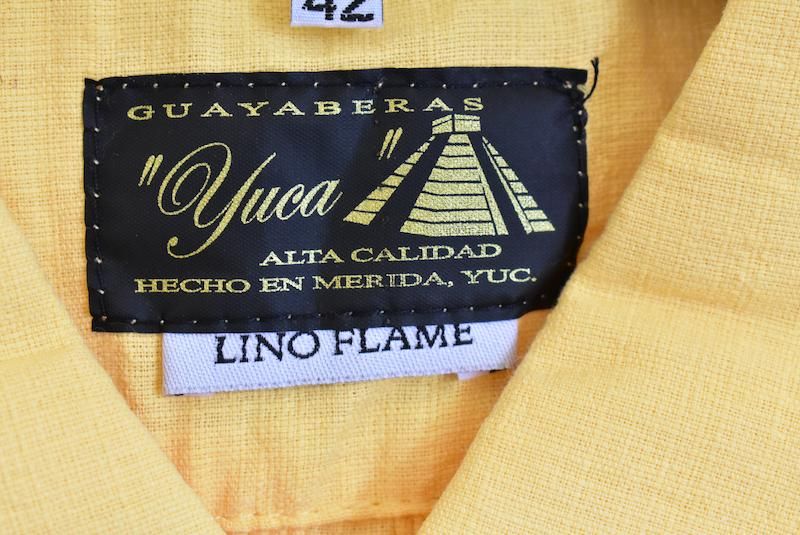 42
GUAYABERAS
"Yuca"
ALTA CALIDAD
HECHO EN MERIDA, YUC.
LINO FLAME